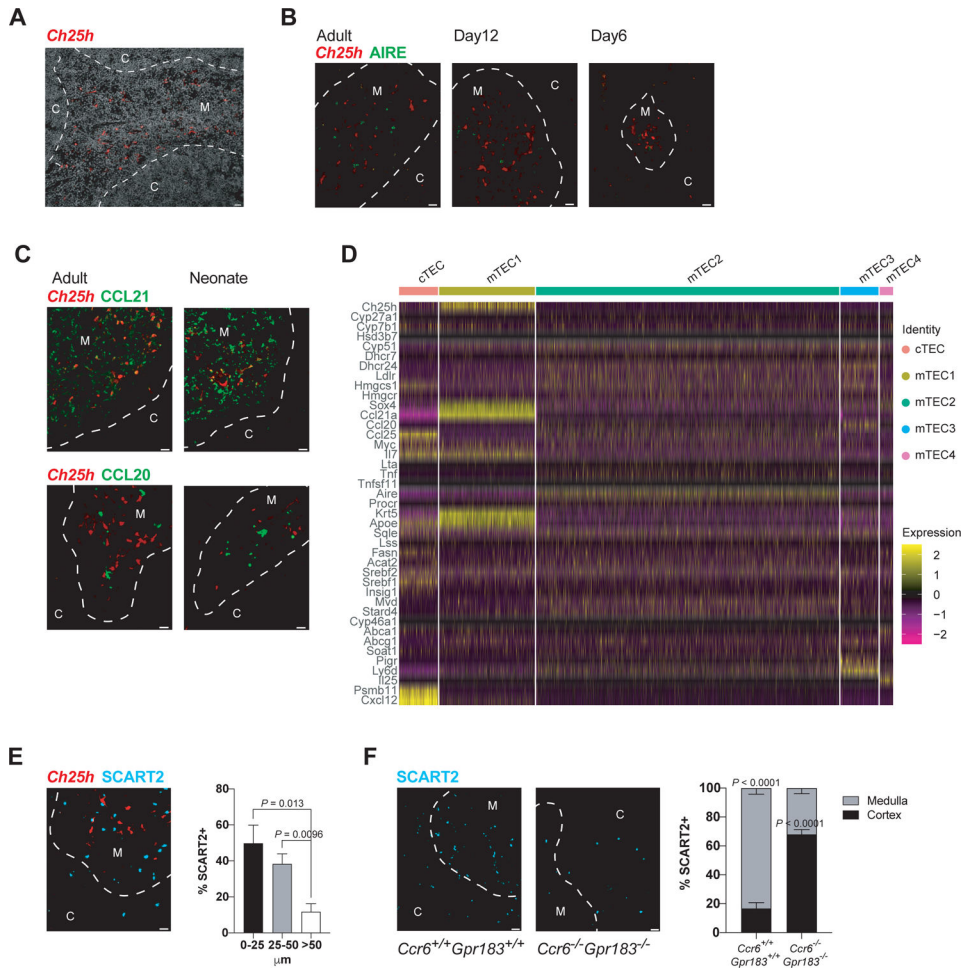 A
Ch25h
C
C
M
C
B
Adult
Day12
Day6
Ch25h AIRE
M
C
M
C
M
C
C
Adult
Neonate
Ch25h CCL21
M
C
M
C
Ch25h CCL20
M
C
M
C
D
cTEC
mTEC1
mTEC2
mTEC3
mTEC4
Ch25h
Cyp27a1
Cyp7b1
Hsd3b7
Cyp51
Dhcr7
Dhcr24
Ldlr
Hmgcs1
Hmgcr
Sox4
Ccl21a
Ccl20
Ccl25
Myc
Il7
Lta
Tnf
Tnfsf11
Aire
Procr
Krt5
Apoe
Sqle
Lss
Fasn
Acat2
Srebf2
Srebf1
Insig1
Mvd
Stard4
Cyp46a1
Abca1
Abcg1
Soat1
Pigr
Ly6d
Il25
Psmb11
Cxcl12
Identity
cTEC
mTEC1
mTEC2
mTEC3
mTEC4
Expression
2
1
0
−1
−2
E
Ch25h SCART2
M
C
% SCART2+
80
60
40
20
0
P = 0.013
P = 0.0096
0-25 25-50 >50
μm
F
SCART2
M
C
Ccr6+/+Gpr183+/+
C
M
Ccr6-/-Gpr183-/-
% SCART2+
100
80
60
40
20
0
P < 0.0001
P < 0.0001
Ccr6+/+
Gpr183+/+
Ccr6-/-
Gpr183-/-
Medulla
Cortex